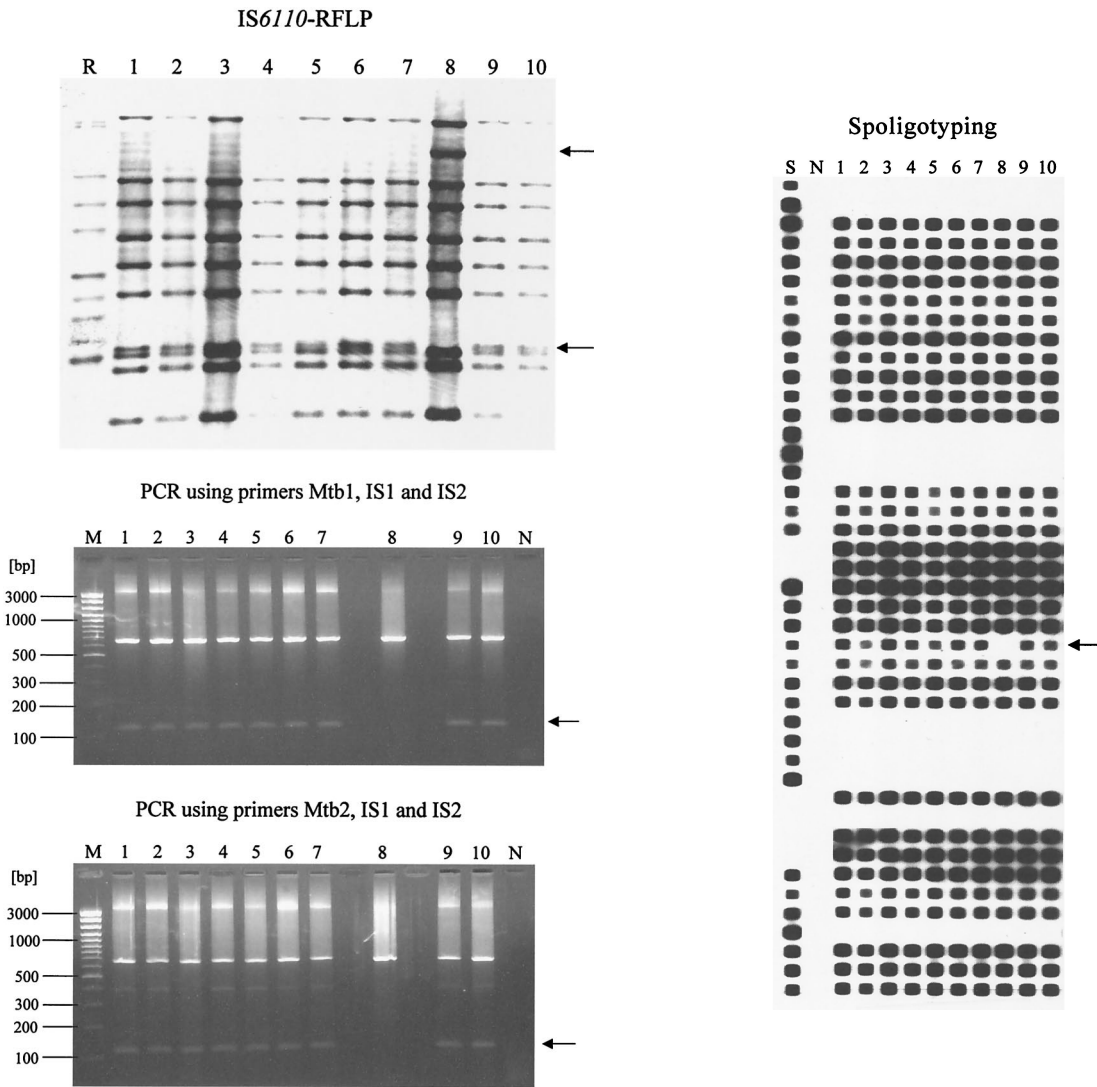 IS6110-RFLP
R 1 2 3 4 5 6 7 8 9 10
PCR using primers Mtb1, IS1 and IS2
M 1 2 3 4 5 6 7 8 9 10 N
[bp]
3000
1000
500
300
200
100
PCR using primers Mtb2, IS1 and IS2
M 1 2 3 4 5 6 7 8 9 10 N
[bp]
3000
1000
500
300
200
100
Spoligotyping
S N 1 2 3 4 5 6 7 8 9 10